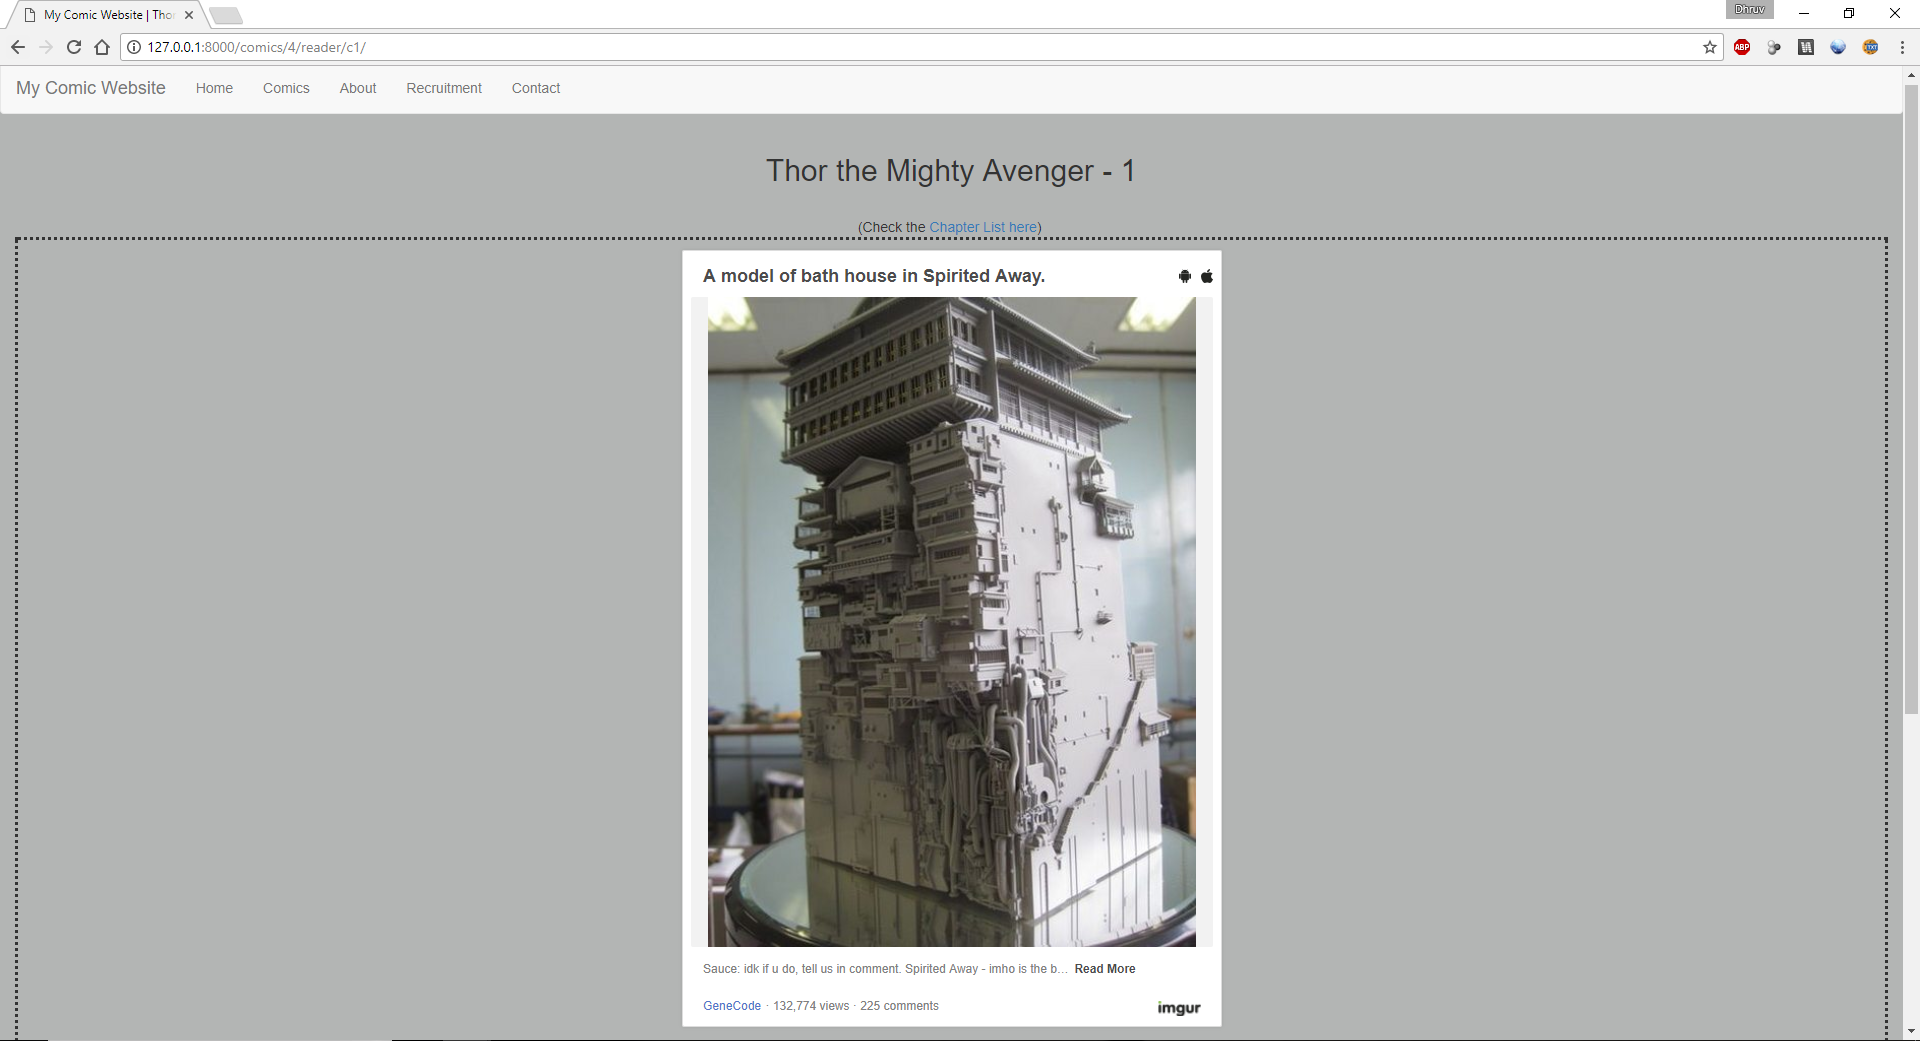 My Comic Website | Tho
Dhruv
127.0.0.1:8000/comics/4/reader/c1/
ABP
TXT
My Comic Website Home Comics About Recruitment Contact
Thor the Mighty Avenger - 1
(Check the Chapter List here)
A model of bath house in Spirited Away.
Sauce: idk if u do, tell us in comment. Spirited Away - imho is the b... Read More
GeneCode · 132,774 views · 225 comments
imgur